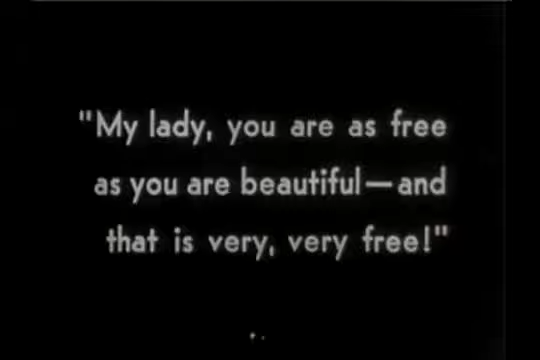 "My lady, you are as free
as you are beautiful—and
that is very, very free!"